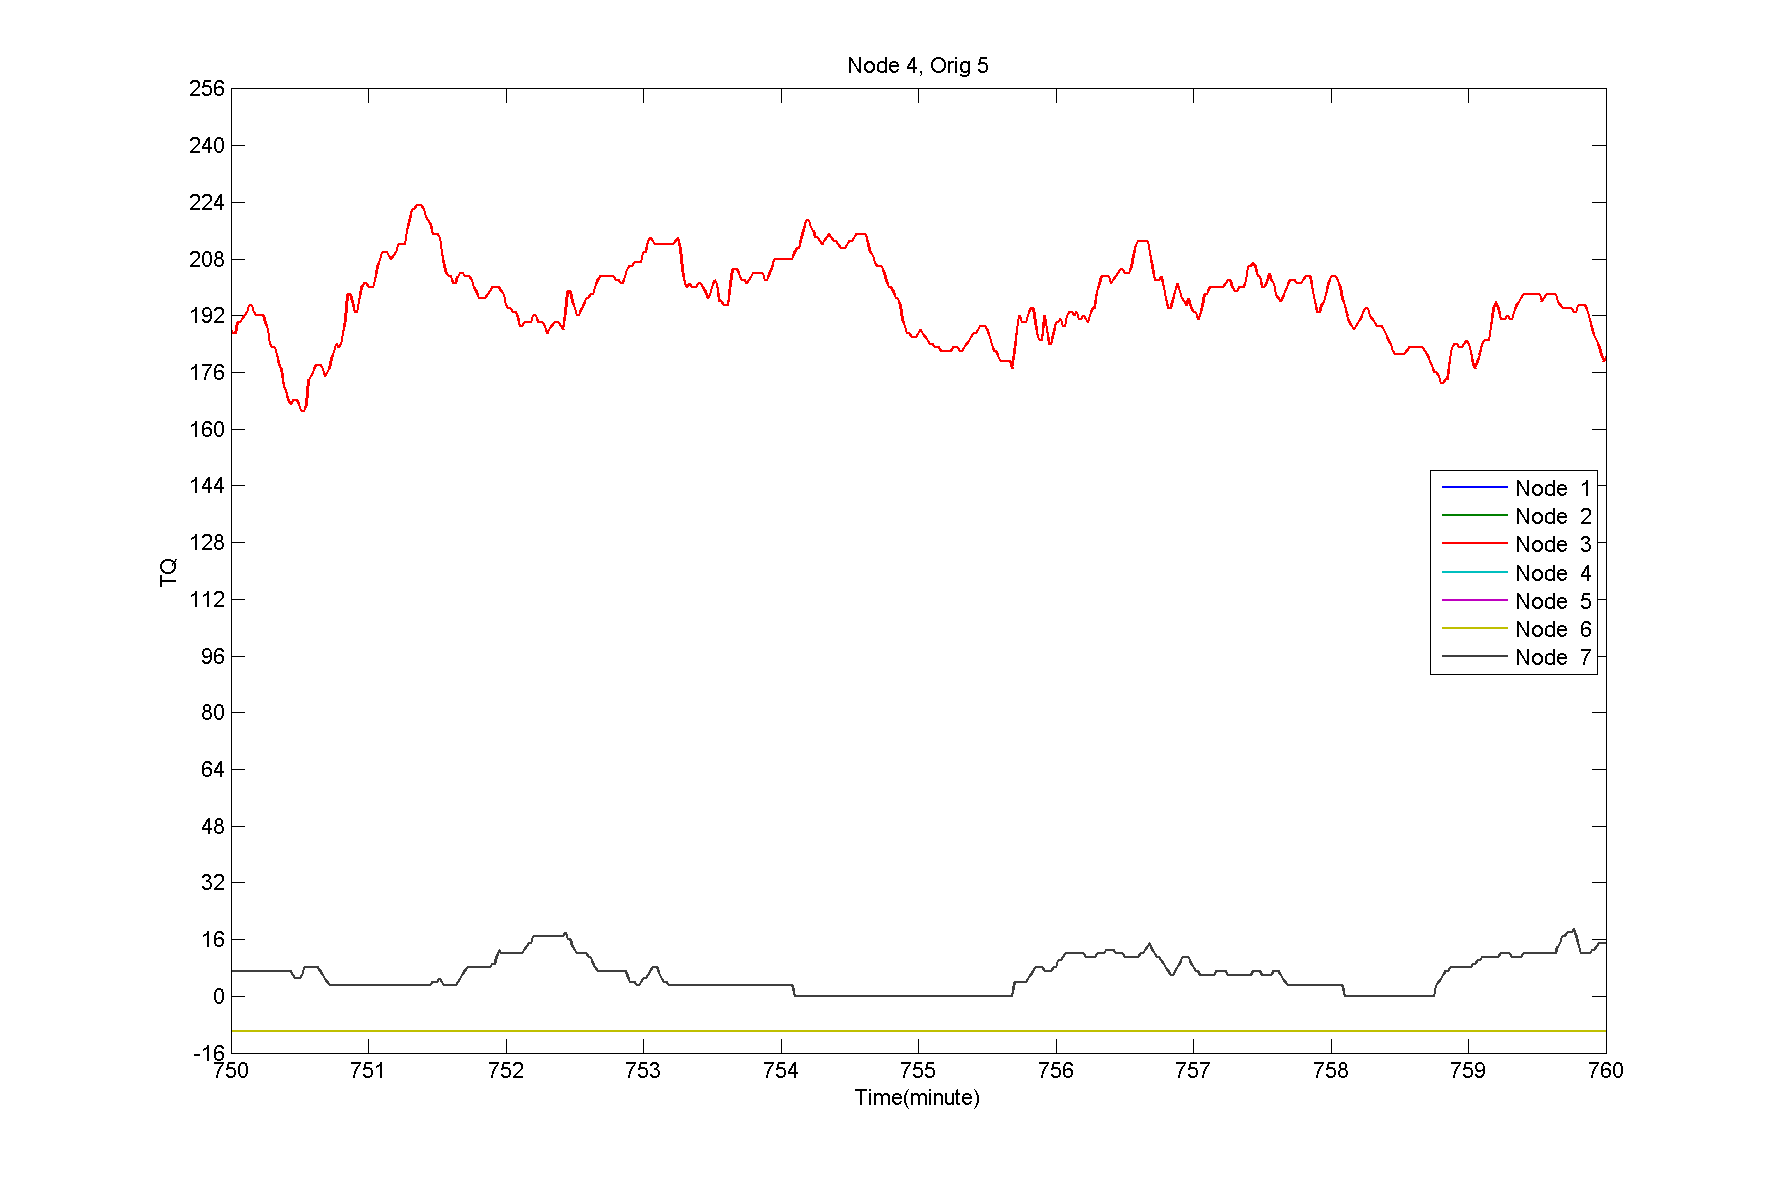 Node 4, Orig 5
256
240
224
208
192
176
160
144
128
112
96
80
64
48
32
16
0
-16
TQ
Node 1
Node 2
Node 3
Node 4
Node 5
Node 6
Node 7
750 751 752 753 754 755 756 757 758 759 760
Time(minute)